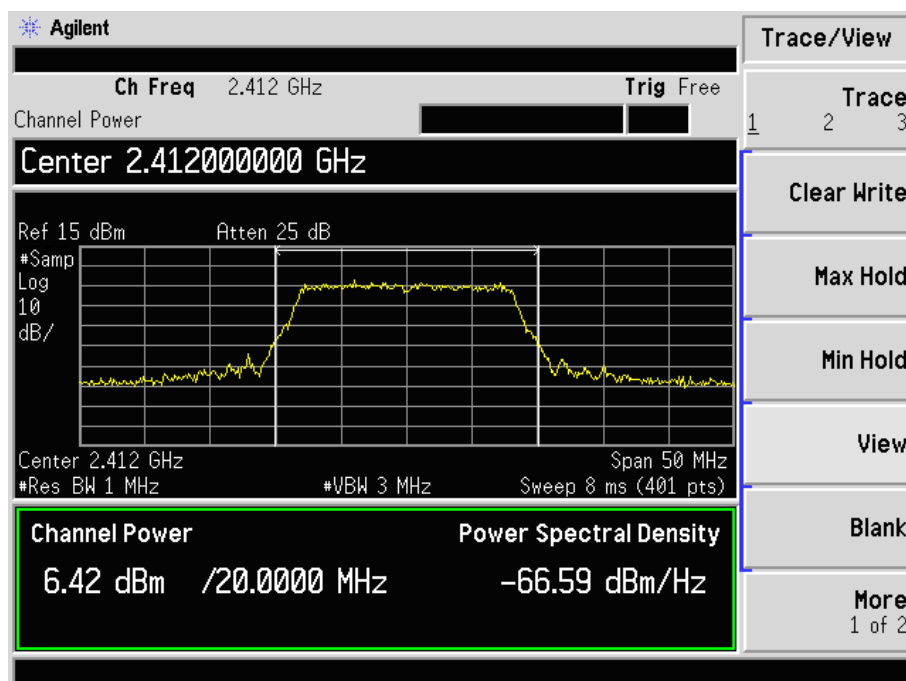 Agilent
Trace/View
Ch Freq 2.412 GHz Trig Free
Channel Power
Trace
1 2 3
Center 2.412000000 GHz
Clear Write
Ref 15 dBm Atten 25 dB
#Samp
Log
10
dB/
Max Hold
Min Hold
View
Center 2.412 GHz Span 50 MHz
#Res BW 1 MHz #VBW 3 MHz Sweep 8 ms (401 pts)
Channel Power Power Spectral Density
Blank
6.42 dBm /20.0000 MHz -66.59 dBm/Hz
More
1 of 2